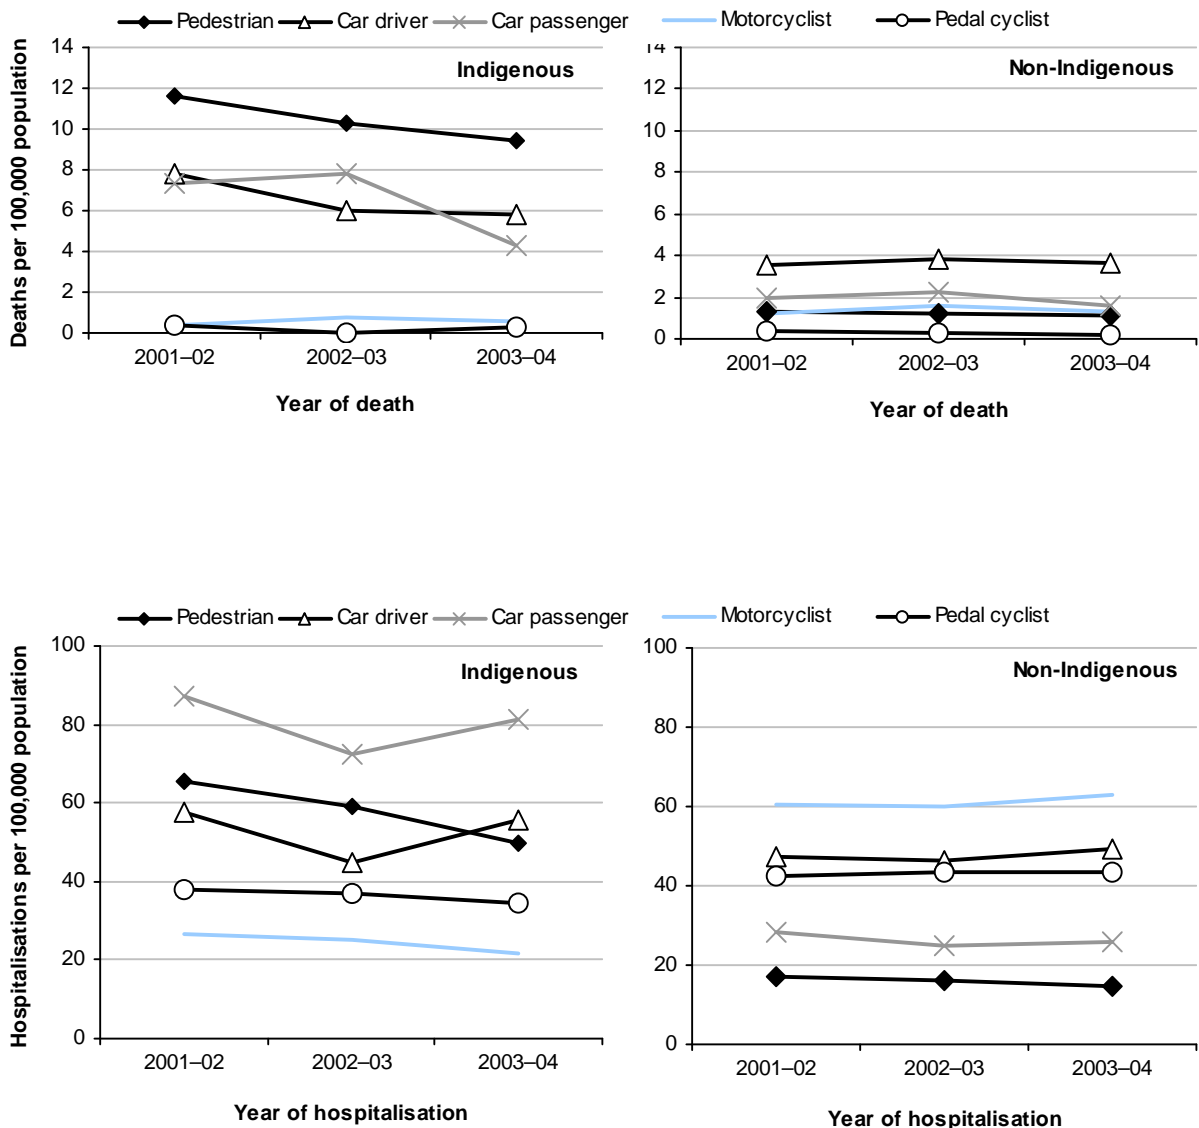 Pedestrian Car driver Car passenger Motorcyclist Pedal cyclist
Deaths per 100,000 population
14
12
10
8
6
4
2
0
Indigenous
2001–02 2002–03 2003–04
Year of death
14
12
10
8
6
4
2
0
Non-Indigenous
2001–02 2002–03 2003–04
Year of death
Pedestrian Car driver Car passenger Motorcyclist Pedal cyclist
Hospitalisations per 100,000 population
100
80
60
40
20
0
Indigenous
2001–02 2002–03 2003–04
Year of hospitalisation
100
80
60
40
20
0
Non-Indigenous
2001–02 2002–03 2003–04
Year of hospitalisation